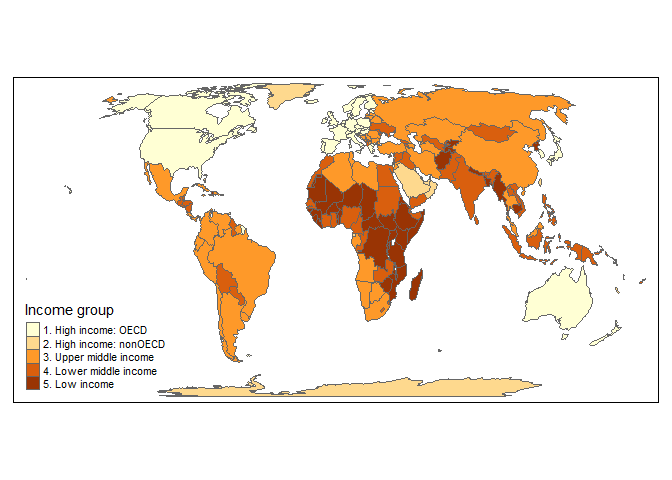 Income group
1. High income: OECD
2. High income: nonOECD
3. Upper middle income
4. Lower middle income
5. Low income